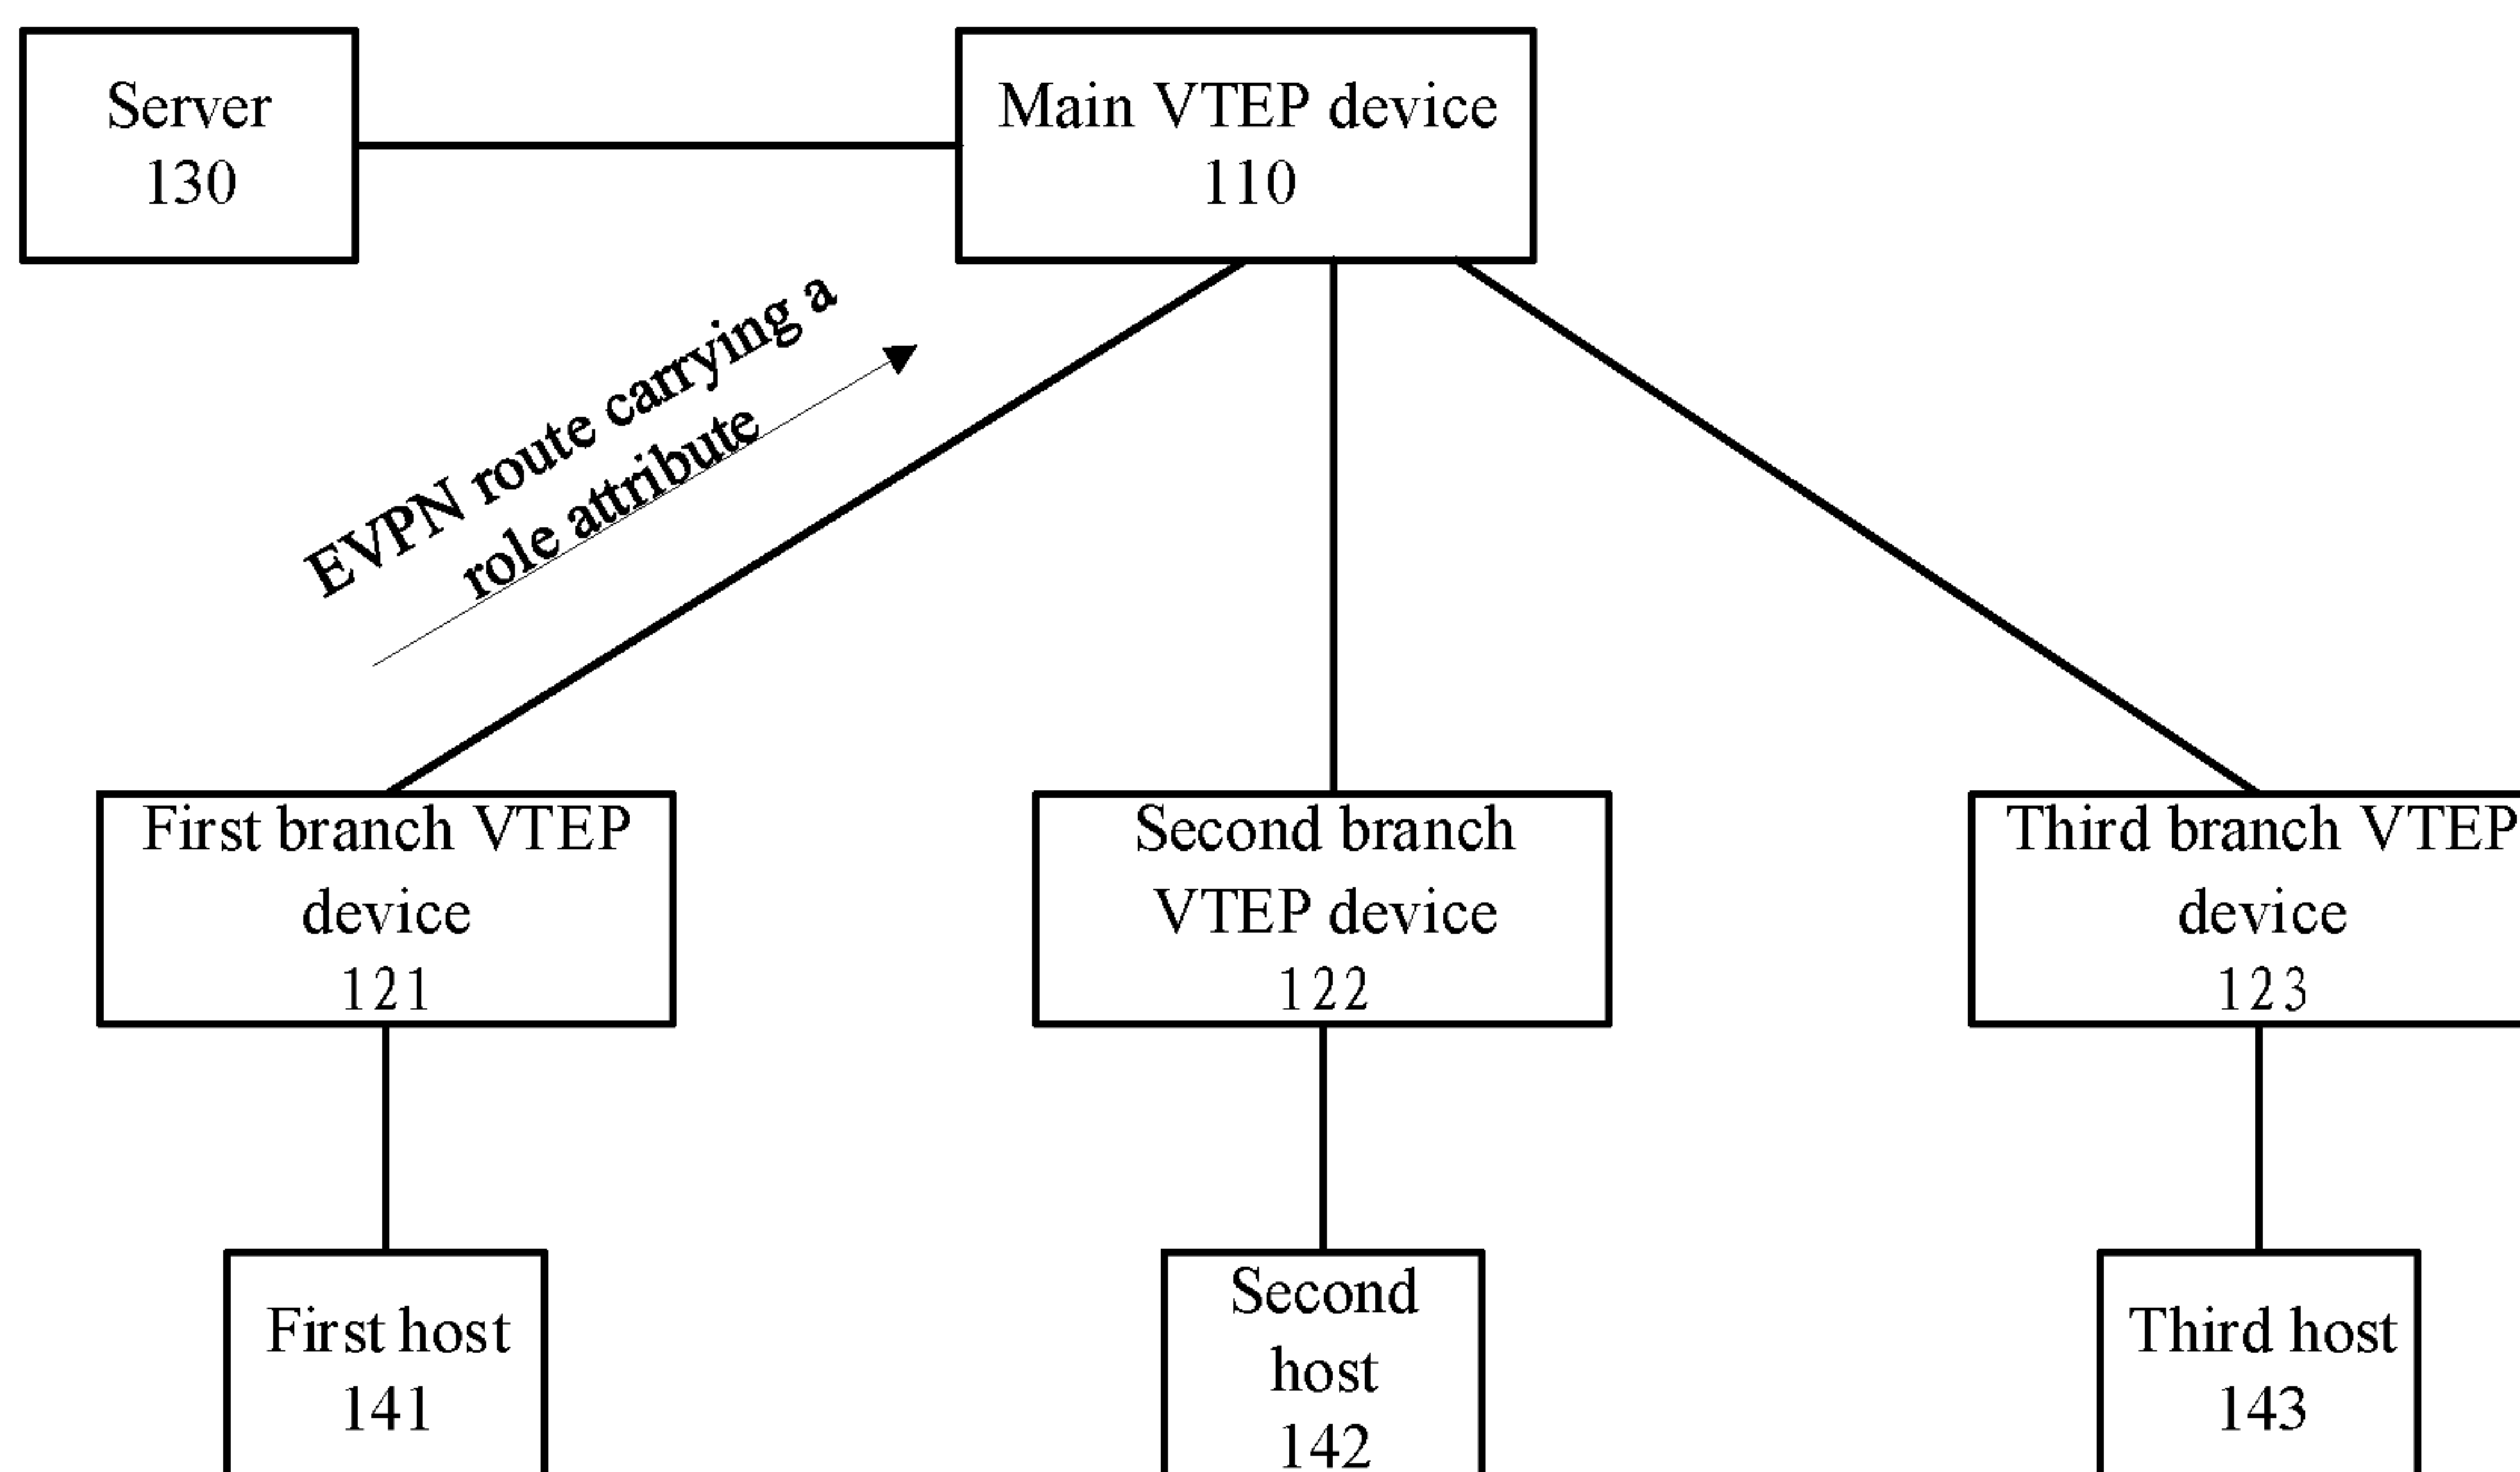 Server
130
Main VTEP device
110
EVPN route carrying a
role attribute
First branch VTEP
device
121
Second branch
VTEP device
122
Third branch VTEP
device
123
First host
141
Second
host
142
Third host
143